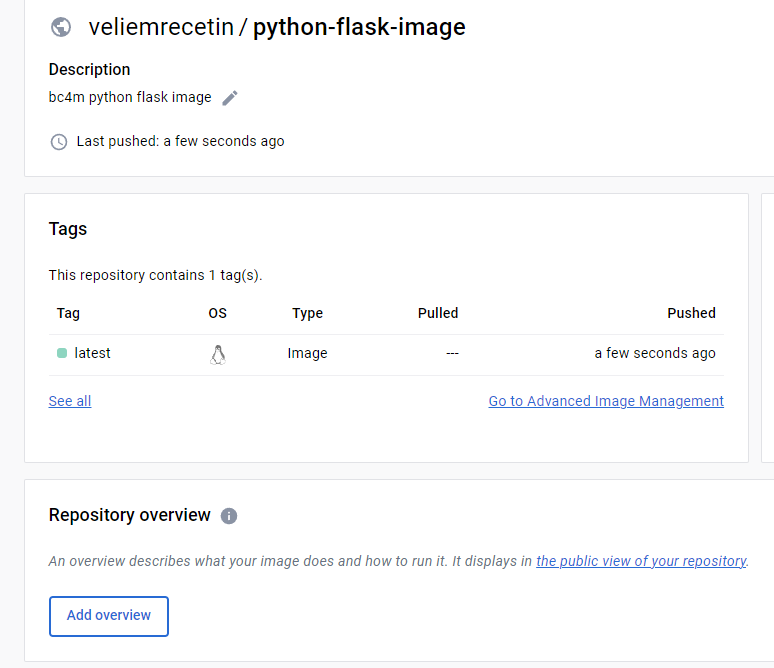 veliemrecetin / python-flask-image
Description
bc4m python flask image
Last pushed: a few seconds ago
Tags
This repository contains 1 tag(s).
Tag OS Type Pulled Pushed
latest Image --- a few seconds ago
See all Go to Advanced Image Management
Repository overview
An overview describes what your image does and how to run it. It displays in the public view of your repository.
Add overview